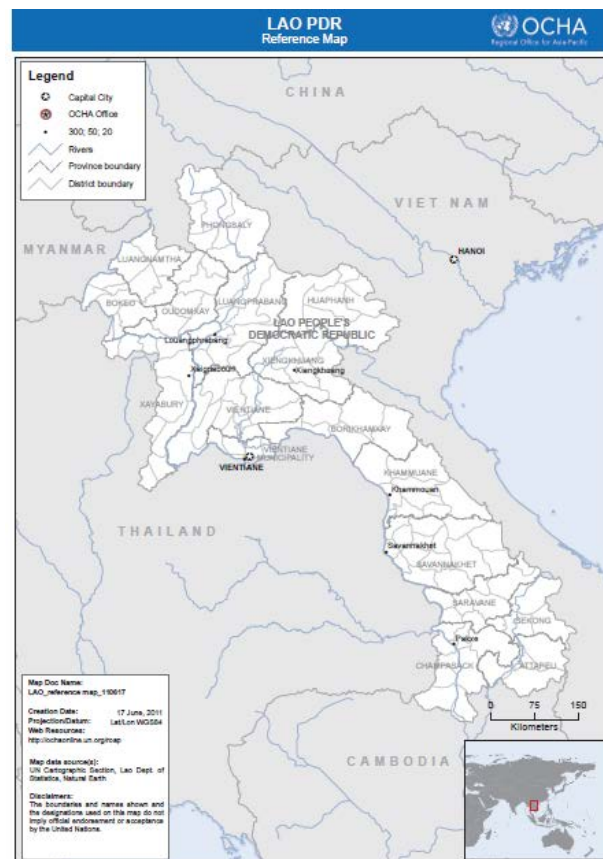 LAO PDR
Reference Map
OCHA
Regional Office for Asia-Pacific
Legend
Capital City
OCHA Office
300; 50; 20
Rivers
Province boundary
District boundary
CHINA
VIET NAM
MYANMAR
HANOI
PHONGSALY
LUANGNAMTHA
BOKEO
OUDOMXAY
LUANGPRABANG
HUAPHANH
LAO PEOPLE'S
DEMOCRATIC REPUBLIC
Louangphrabang
XIENGKHUANG
Xiengkhuang
XAYABURY
VIENTIANE
BORIKHAMXAY
VIENTIANE
MUNICIPALITY
VIENTIANE
KHAMMUANE
Khammouan
THAILAND
Savannakhet
SAVANNAKHET
SARAVANE
SEKONG
Pakse
CHAMPASACK
ATTAPEU
CAMBODIA
0 75 150
Kilometers
Map Doc Name:
LAO_reference map_110617
Creation Date: 17 June, 2011
Projection/Datum: Lat/Lon WGS84
Web Resources:
http://ochaonline.un.org/roap
Map data source(s):
UN Cartographic Section, Lao Dept. of
Statistics, Natural Earth
Disclaimers:
The boundaries and names shown and
the designations used on this map do not
imply official endorsement or acceptance
by the United Nations.